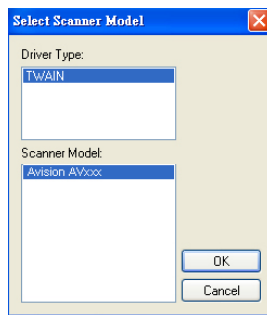 Select Scanner Model
Driver Type:
TWAIN
Scanner Model:
Avision AVxxx
OK
Cancel